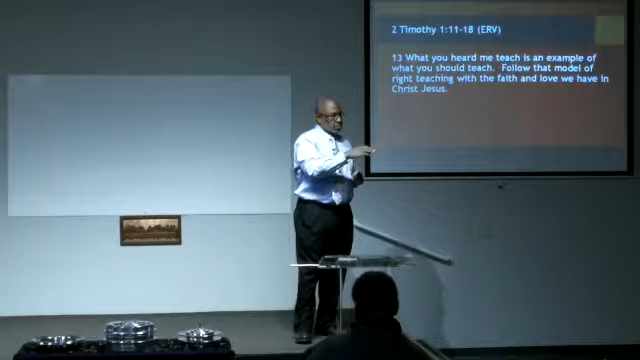 2 Timothy 1:11-18 (ERV)
13 What you heard me teach is an example of
what you should teach. Follow that model of
right teaching with the faith and love we have in
Christ Jesus.